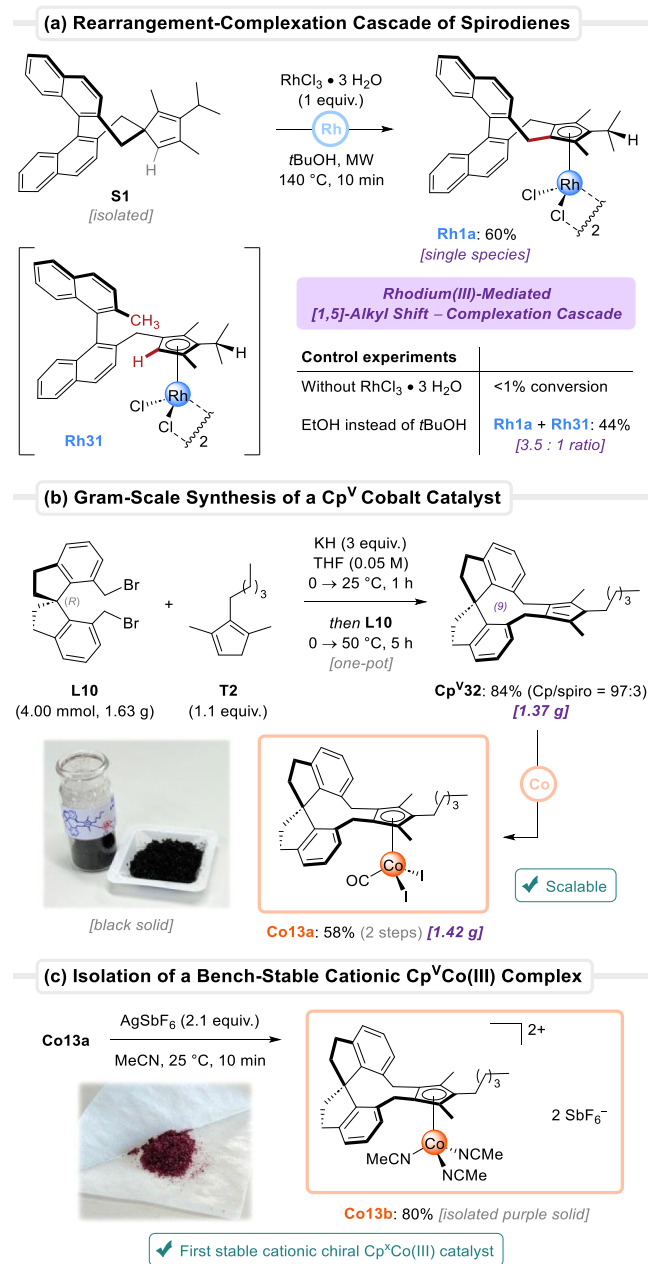 (a) Rearrangement-Complexation Cascade of Spirodienes
H
S1
[isolated]
RhCl3 • 3 H2O
(1 equiv.)
Rh
tBuOH, MW
140 °C, 10 min
H
Rh
Cl
Cl
2
Rh1a: 60%
[single species]
CH3
H
H
Rh
Cl
Cl
2
Rh31
Rhodium(III)-Mediated
[1,5]-Alkyl Shift – Complexation Cascade
Control experiments
Without RhCl3 • 3 H2O <1% conversion
EtOH instead of tBuOH Rh1a + Rh31: 44%
[3.5 : 1 ratio]
(b) Gram-Scale Synthesis of a CpV Cobalt Catalyst
Br
(R)
Br
L10
(4.00 mmol, 1.63 g)
+
( )3
T2
(1.1 equiv.)
KH (3 equiv.)
THF (0.05 M)
0 → 25 °C, 1 h
then L10
0 → 50 °C, 5 h
[one-pot]
(9)
( )3
CpV32: 84% (Cp/spiro = 97:3)
[1.37 g]
Co
[black solid]
( )3
Co
OC
I
I
Co13a: 58% (2 steps) [1.42 g]
✔ Scalable
(c) Isolation of a Bench-Stable Cationic CpVCo(III) Complex
Co13a
AgSbF6 (2.1 equiv.)
MeCN, 25 °C, 10 min
2+
( )3
Co
MeCN
NCMe
NCMe
2 SbF6–
Co13b: 80% [isolated purple solid]
✔ First stable cationic chiral CpxCo(III) catalyst